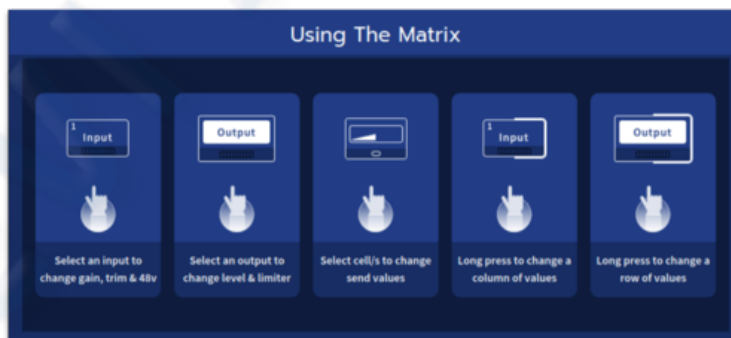 Using The Matrix
1
Input
Output
1
Input
Output
Select an input to
change gain, trim & 48v
Select an output to
change level & limiter
Select cell/s to change
send values
Long press to change a
column of values
Long press to change a
row of values